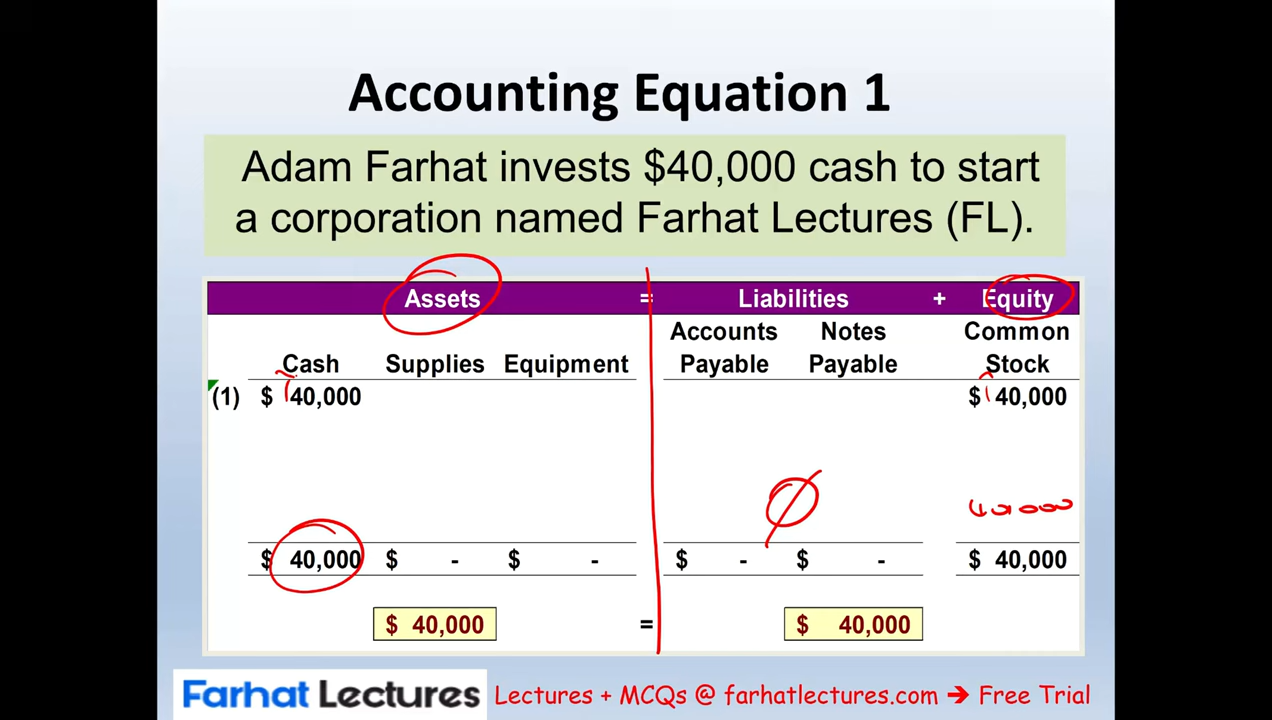 Accounting Equation 1
Adam Farhat invests $40,000 cash to start
a corporation named Farhat Lectures (FL).
Assets = Liabilities + Equity
Accounts Notes Common
Cash Supplies Equipment Payable Payable Stock
(1) $ 40,000 $ 40,000
40,000
$ 40,000 $ - $ - $ - $ - $ 40,000
$ 40,000 = $ 40,000
Farhat Lectures Lectures + MCQs @ farhatlectures.com ➔ Free Trial